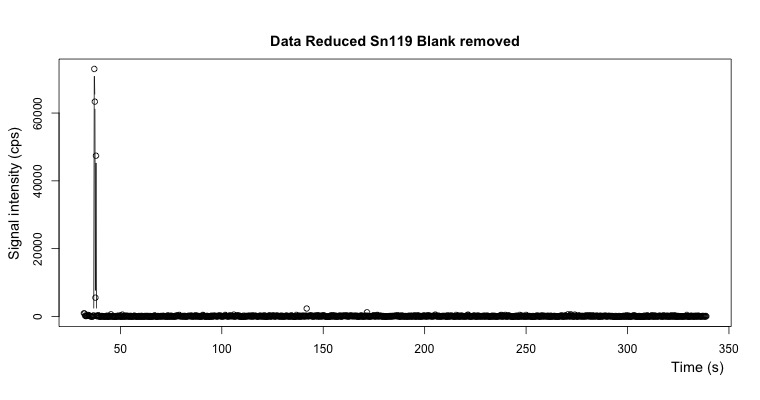 Data Reduced Sn119 Blank removed
Signal intensity (cps)
60000
40000
20000
0
50 100 150 200 250 300 350
Time (s)